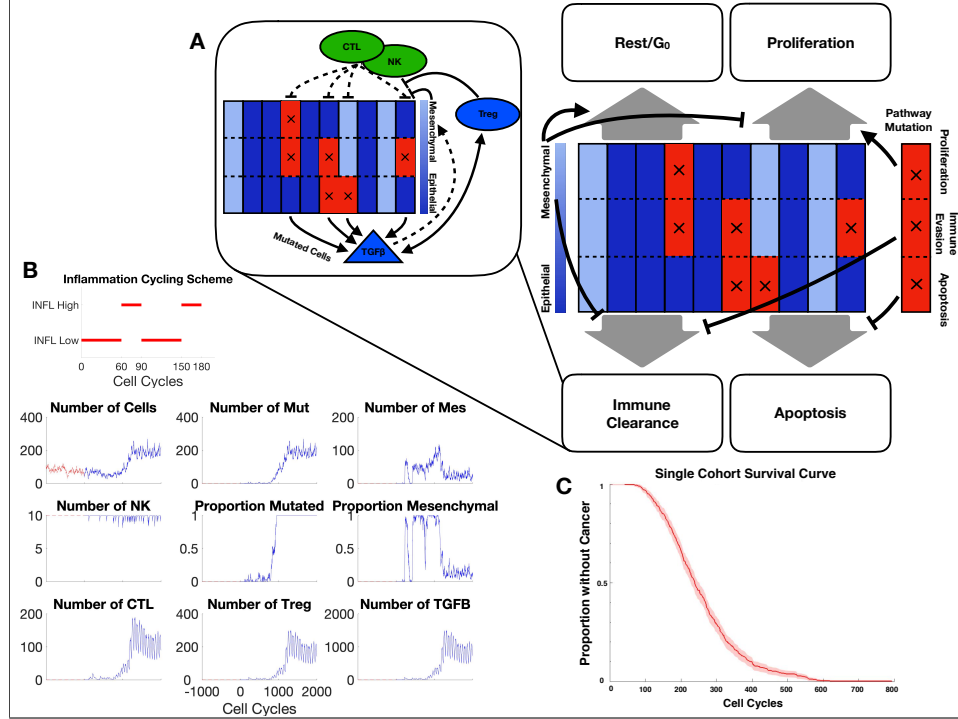 A
CTL
NK
Treg
Mesenchymal
Epithelial
Mutated Cells
TGFβ
Rest/G₀
Proliferation
Pathway
Mutation
Mesenchymal
Epithelial
Proliferation
Immune
Evasion
Apoptosis
Immune
Clearance
Apoptosis
B
Inflammation Cycling Scheme
INFL High
INFL Low
0 60 90 150 180
Cell Cycles
Number of Cells
400
200
0
Number of Mut
400
200
0
Number of Mes
200
100
0
Number of NK
10
5
0
Proportion Mutated
1
0.5
0
Proportion Mesenchymal
1
0.5
0
Number of CTL
200
100
0
Number of Treg
400
200
0
-1000 0 1000 2000
Cell Cycles
Number of TGFB
1000
500
0
C
Single Cohort Survival Curve
Proportion without Cancer
1
0.5
0
0 100 200 300 400 500 600 700 800
Cell Cycles